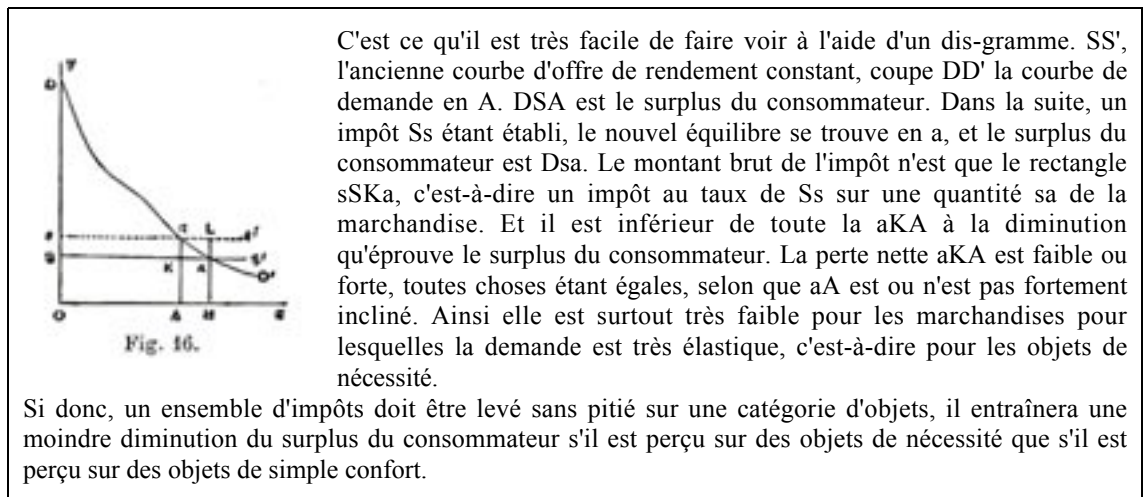 C'est ce qu'il est très facile de faire voir à l'aide d'un dis-gramme. SS',
l'ancienne courbe d'offre de rendement constant, coupe DD' la courbe de
demande en A. DSA est le surplus du consommateur. Dans la suite, un
impôt Ss étant établi, le nouvel équilibre se trouve en a, et le surplus du
consommateur est Dsa. Le montant brut de l'impôt n'est que le rectangle
sSKa, c'est-à-dire un impôt au taux de Ss sur une quantité sa de la
marchandise. Et il est inférieur de toute la aKA à la diminution
qu'éprouve le surplus du consommateur. La perte nette aKA est faible ou
forte, toutes choses étant égales, selon que aA est ou n'est pas fortement
incliné. Ainsi elle est surtout très faible pour les marchandises pour
lesquelles la demande est très élastique, c'est-à-dire pour les objets de
nécessité.
D
L
K
O
Fig. 16.
Si donc, un ensemble d'impôts doit être levé sans pitié sur une catégorie d'objets, il entraînera une
moindre diminution du surplus du consommateur s'il est perçu sur des objets de nécessité que s'il est
perçu sur des objets de simple confort.